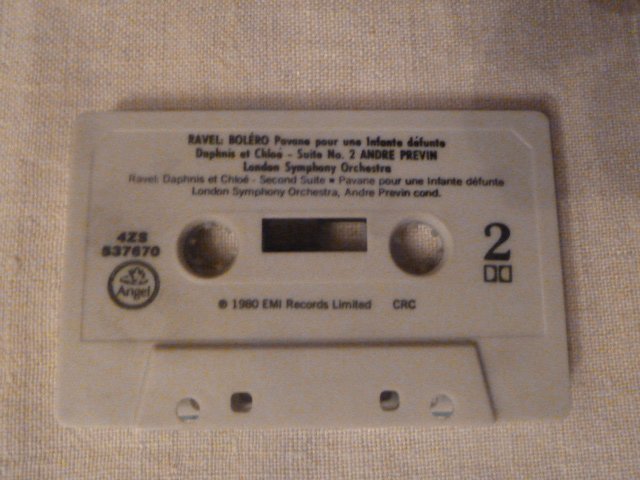 RAVEL: BOLÉRO Pavane pour une Infante défunte
Daphnis et Chloé - Suite No. 2 ANDRE PREVIN
London Symphony Orchestra
Ravel: Daphnis et Chloé - Second Suite • Pavane pour une Infante défunte
London Symphony Orchestra, Andre Previn cond.
4ZS
537670
Angel
2
℗ 1980 EMI Records Limited CRC